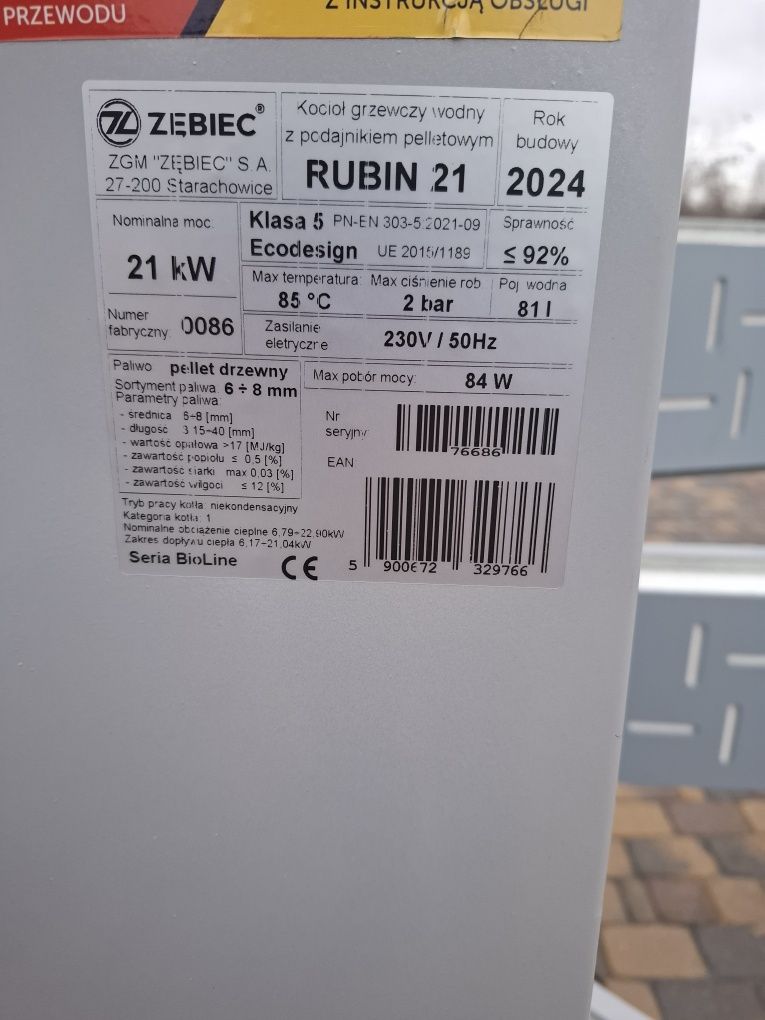 PRZEWODU
Z INSTRUKCJĄ OBSŁUGI
ZĘBIEC®
ZGM "ZĘBIEC" S.A.
27-200 Starachowice
Kocioł grzewczy wodny
z podajnikiem pelletowym
RUBIN 21
Rok
budowy
2024
Nominalna moc:
21 kW
Klasa 5 PN-EN 303-5:2021-09
Ecodesign UE 2015/1189
Sprawność
≤ 92%
Max temperatura:
85 °C
Max ciśnienie rob
2 bar
Poj wodna
81 l
Numer
fabryczny: 0086
Zasilanie
eletryczne
230V / 50Hz
Paliwo: pellet drzewny
Sortyment paliwa: 6 ÷ 8 mm
Parametry paliwa:
- średnica 6÷8 [mm]
- długość 3,15÷40 [mm]
- wartość opałowa >17 [MJ/kg]
- zawartość popiołu ≤ 0,5 [%]
- zawartość siarki max 0,03 [%]
- zawartość wilgoci ≤ 12 [%]
Max pobór mocy: 84 W
Nr
seryjny:
76686
EAN
5 900672 329766
Tryb pracy kotła: niekondensacyjny
Kategoria kotła: 1
Nominalne obciążenie cieplne 6,79÷22,90kW
Zakres dopływu ciepła 6,17÷21,04kW
Seria BioLine
CE